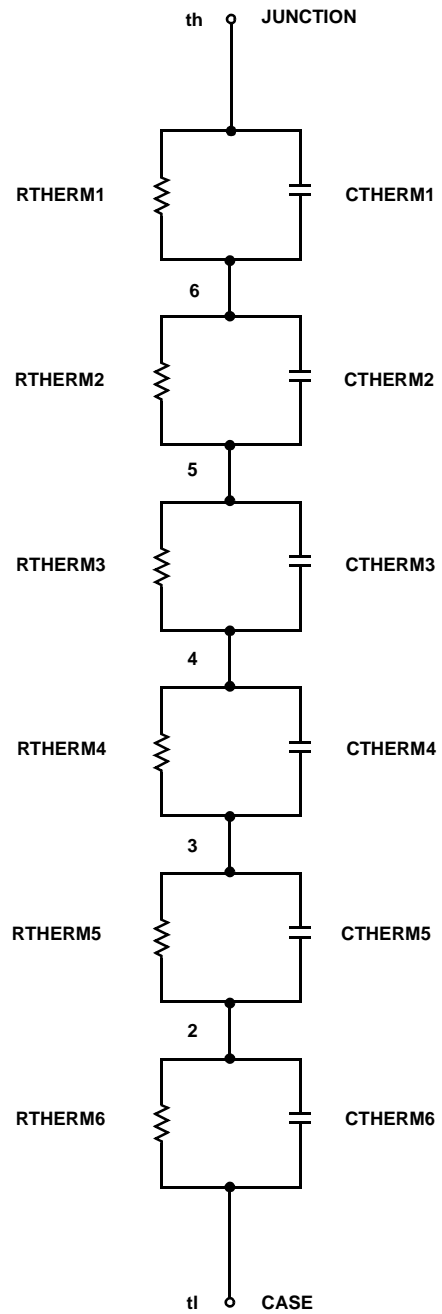 th JUNCTION
RTHERM1 CTHERM1
6
RTHERM2 CTHERM2
5
RTHERM3 CTHERM3
4
RTHERM4 CTHERM4
3
RTHERM5 CTHERM5
2
RTHERM6 CTHERM6
tl CASE